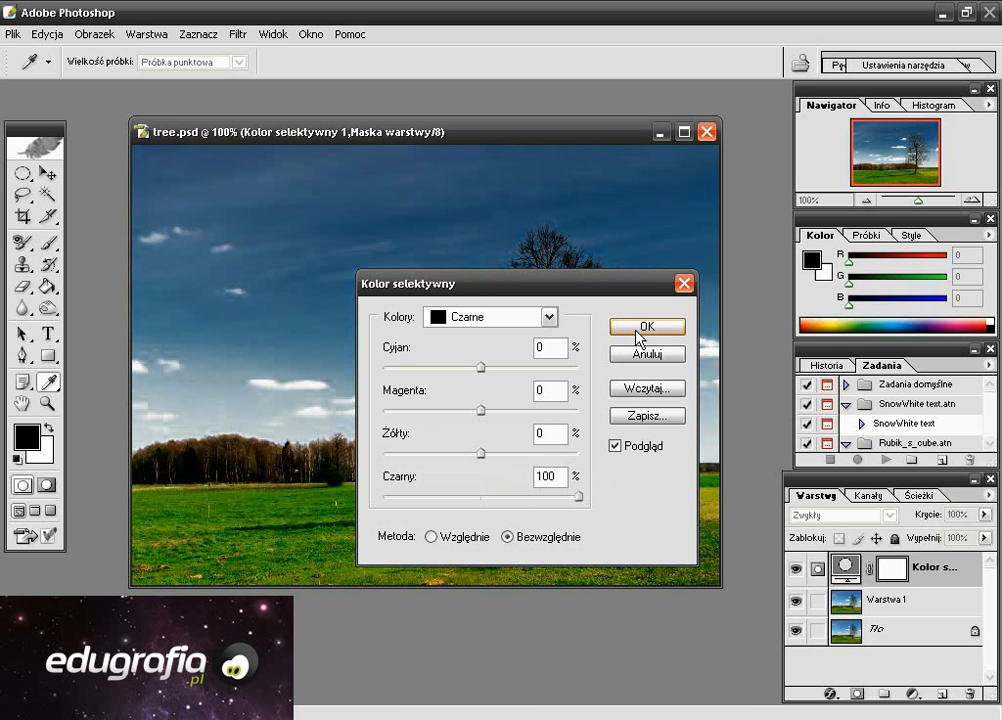 Adobe Photoshop
Plik Edycja Obrazek Warstwa Zaznacz Filtr Widok Okno Pomoc
Wielkość próbki: Próbka punktowa
Ustawienia narzędzia
Nawigator Info Histogram
100%
tree.psd @ 100% (Kolor selektywny 1,Maska warstwy/8)
Kolor Próbki Style
R 0
G 0
B 0
Kolor selektywny
Kolory: Czarne
OK
Cyjan: 0 %
Anuluj
Magenta: 0 %
Wczytaj...
Zapisz...
Żółty: 0 %
Podgląd
Czarny: 100 %
Metoda: Względnie Bezwzględnie
Historia Zadania
Zadania domyślne
SnowWhite text.atn
SnowWhite text
Rubik_s_cube.atn
Warstwy Kanały Ścieżki
Zwykły Krycie: 100%
Zablokuj: Wypełnij: 100%
Kolor s...
Warstwa 1
Tło
edugrafia
.pl